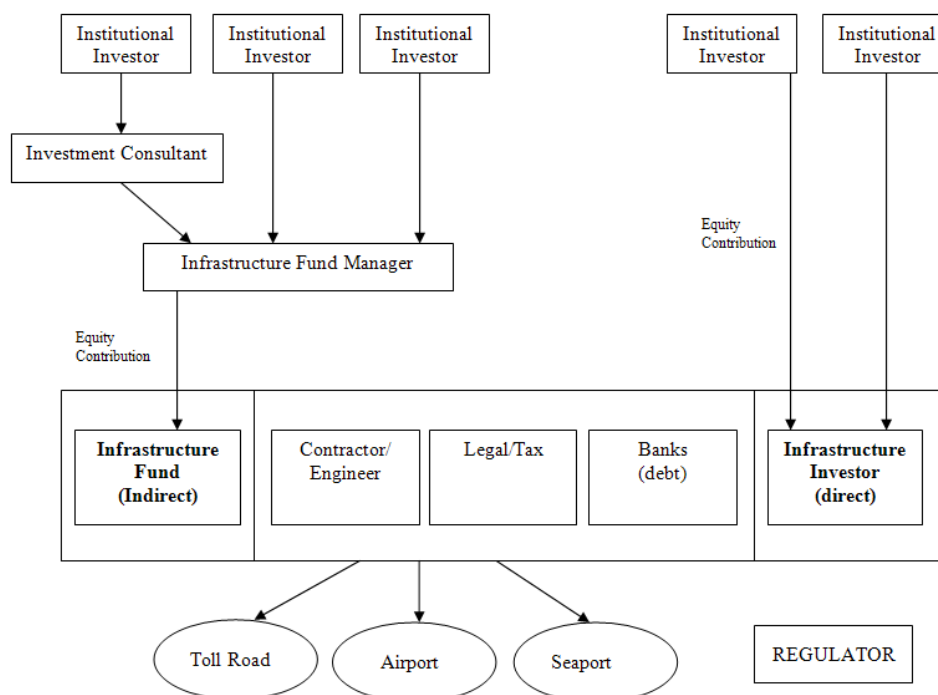 Institutional
Investor
Institutional
Investor
Institutional
Investor
Institutional
Investor
Institutional
Investor
Investment Consultant
Equity
Contribution
Infrastructure Fund Manager
Equity
Contribution
Infrastructure
Fund
(Indirect)
Contractor/
Engineer
Legal/Tax
Banks
(debt)
Infrastructure
Investor
(direct)
Toll Road
Airport
Seaport
REGULATOR